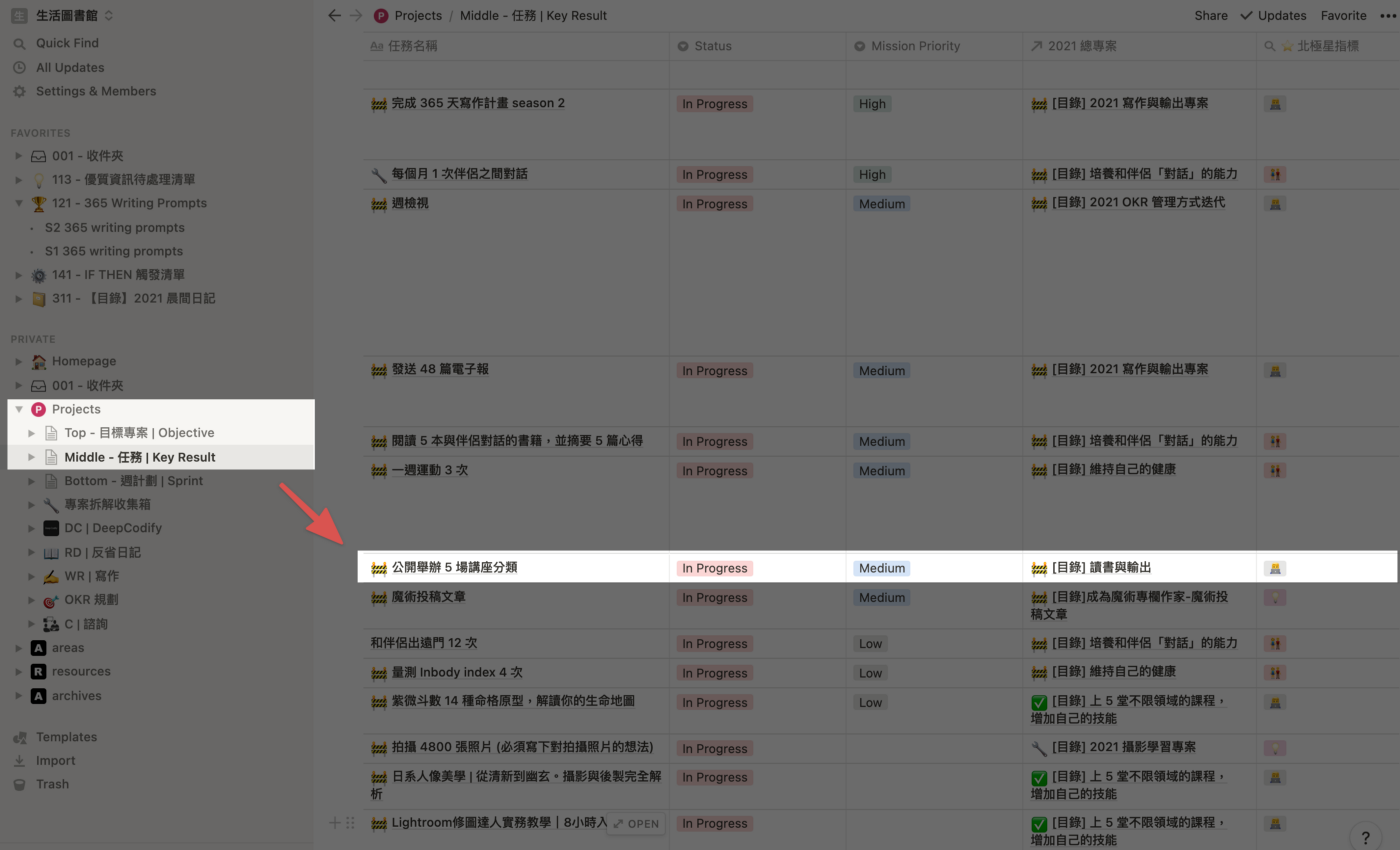 生 生活圖書館
Quick Find
All Updates
Settings & Members
FAVORITES
001 - 收件夾
113 - 優質資訊待處理清單
121 - 365 Writing Prompts
S2 365 writing prompts
S1 365 writing prompts
141 - IF THEN 觸發清單
311 - 【目錄】2021 晨間日記
PRIVATE
Homepage
001 - 收件夾
P Projects
Top - 目標專案 | Objective
Middle - 任務 | Key Result
Bottom - 週計劃 | Sprint
專案拆解收集箱
DC | DeepCodify
RD | 反省日記
WR | 寫作
OKR 規劃
C | 諮詢
A areas
R resources
A archives
Templates
Import
Trash
P Projects / Middle - 任務 | Key Result
Share Updates Favorite
Aa 任務名稱 Status Mission Priority 2021 總專案 北極星指標
完成 365 天寫作計畫 season 2 In Progress High [目錄] 2021 寫作與輸出專案
每個月 1 次伴侶之間對話 In Progress High [目錄] 培養和伴侶「對話」的能力
週檢視 In Progress Medium [目錄] 2021 OKR 管理方式迭代
發送 48 篇電子報 In Progress Medium [目錄] 2021 寫作與輸出專案
閱讀 5 本與伴侶對話的書籍，並摘要 5 篇心得 In Progress Medium [目錄] 培養和伴侶「對話」的能力
一週運動 3 次 In Progress Medium [目錄] 維持自己的健康
公開舉辦 5 場講座分類 In Progress Medium [目錄] 讀書與輸出
魔術投稿文章 In Progress Medium [目錄]成為魔術專欄作家-魔術投
稿文章
和伴侶出遠門 12 次 In Progress Low [目錄] 培養和伴侶「對話」的能力
量測 Inbody index 4 次 In Progress Low [目錄] 維持自己的健康
紫微斗數 14 種命格原型，解讀你的生命地圖 In Progress Low [目錄] 上 5 堂不限領域的課程，
增加自己的技能
拍攝 4800 張照片 (必須寫下對拍攝照片的想法) In Progress [目錄] 2021 攝影學習專案
日系人像美學 | 從清新到幽玄。攝影與後製完全解 In Progress [目錄] 上 5 堂不限領域的課程，
析 增加自己的技能
Lightroom修圖達人實務教學｜8小時入 OPEN In Progress [目錄] 上 5 堂不限領域的課程，
增加自己的技能
?